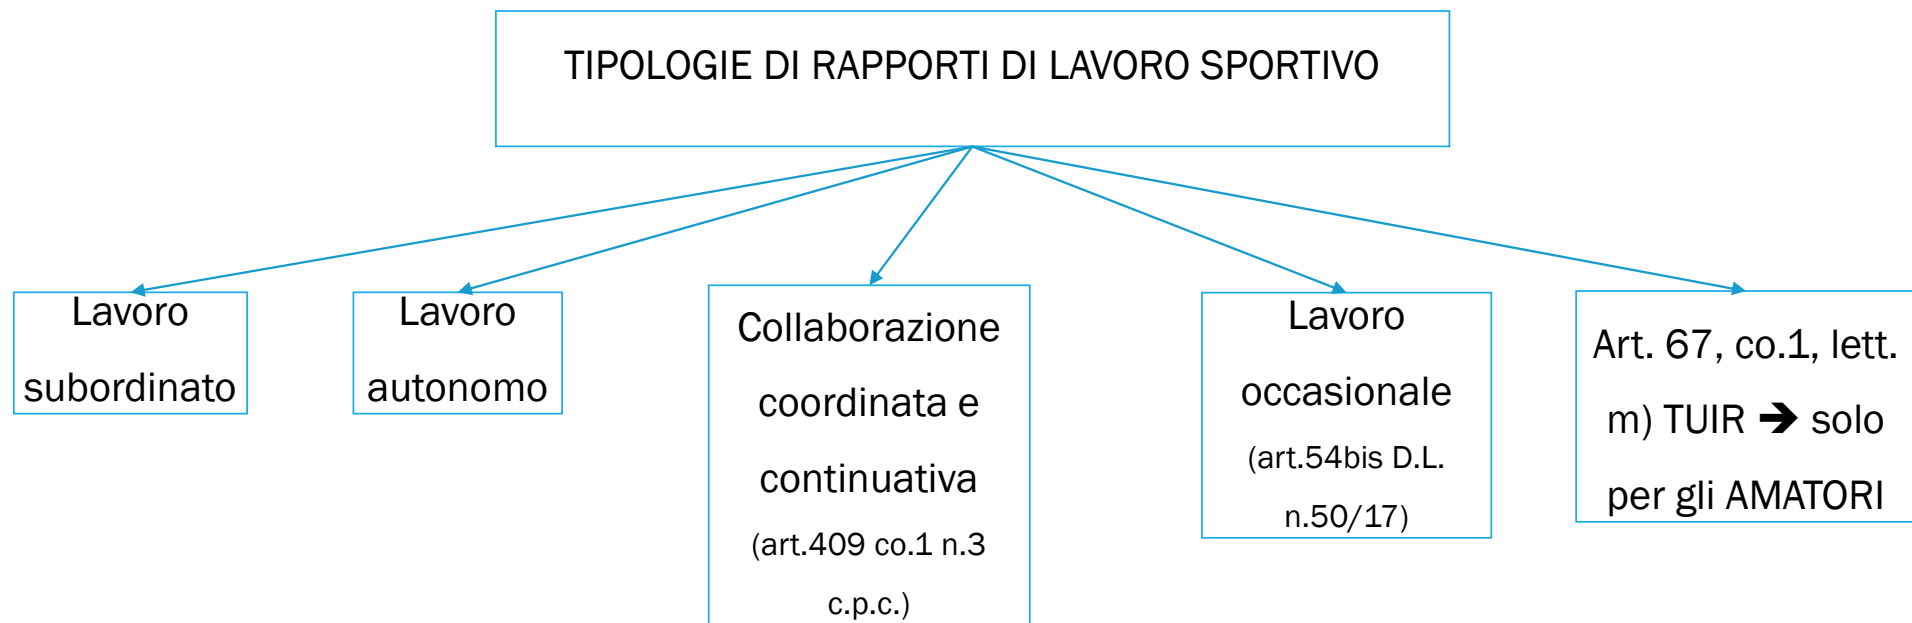 TIPOLOGIE DI RAPPORTI DI LAVORO SPORTIVO
Lavoro
subordinato
Lavoro
autonomo
Collaborazione
coordinata e
continuativa
(art.409 co.1 n.3
c.p.c.)
Lavoro
occasionale
(art.54bis D.L.
n.50/17)
Art. 67, co.1, lett.
m) TUIR ➔ solo
per gli AMATORI